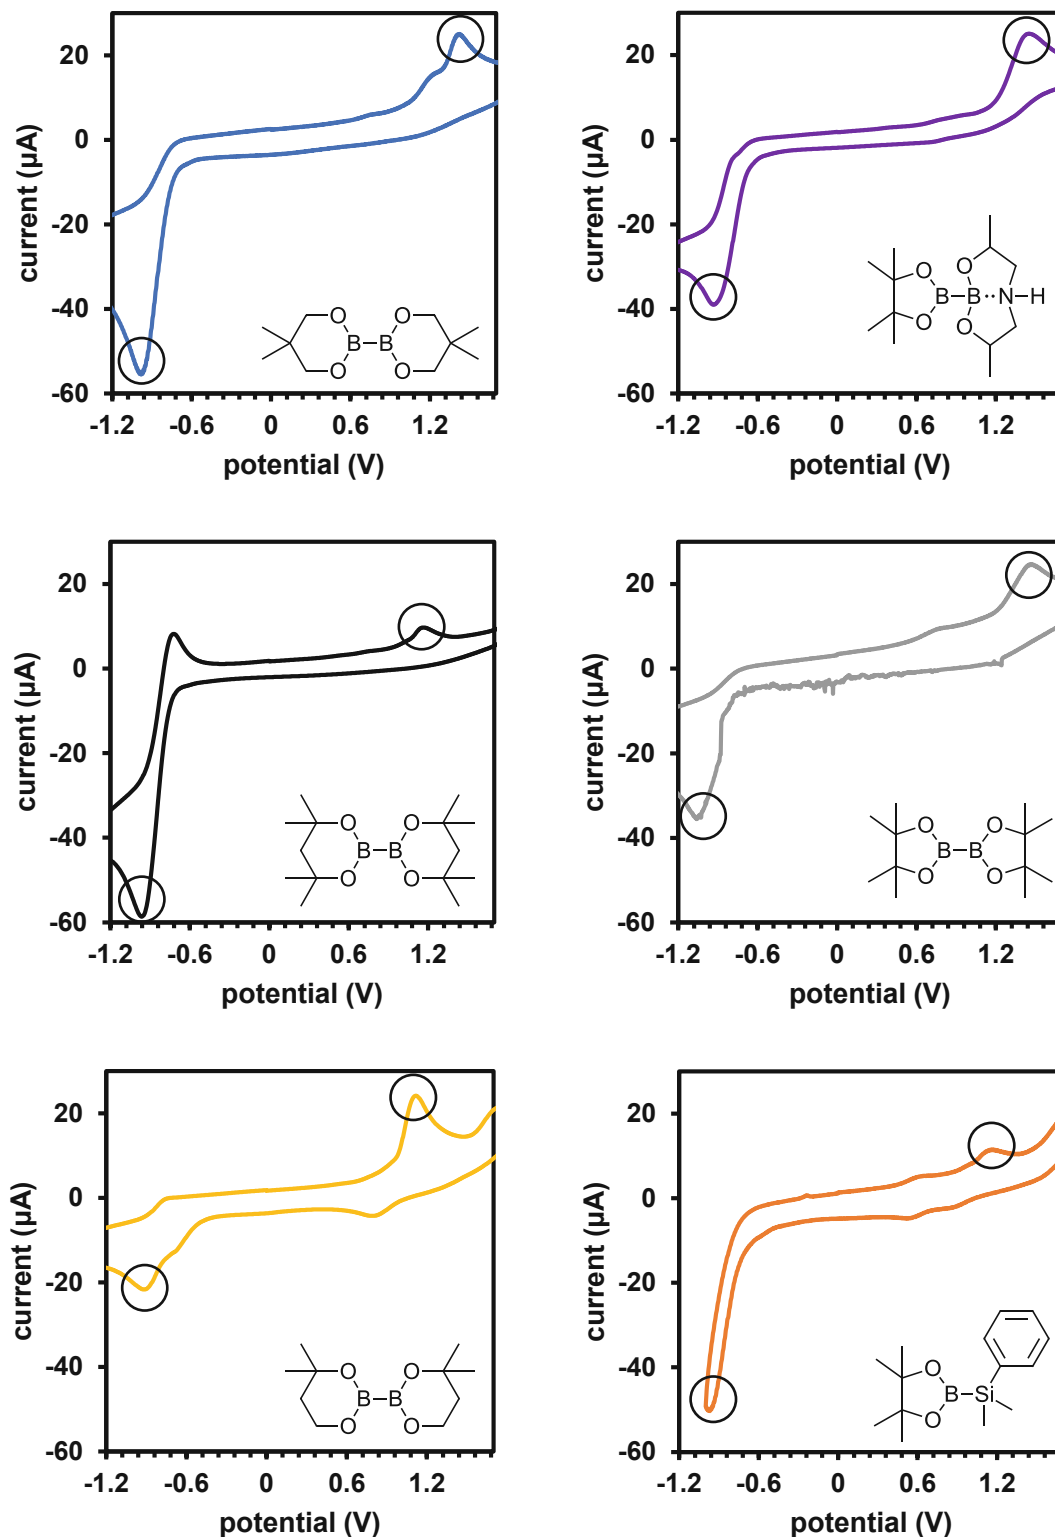 current (µA)
20
0
-20
-40
-60
-1.2 -0.6 0 0.6 1.2
potential (V)
O O
B B
O O
current (µA)
20
0
-20
-40
-60
-1.2 -0.6 0 0.6 1.2
potential (V)
O O
B B N H
O O
current (µA)
20
0
-20
-40
-60
-1.2 -0.6 0 0.6 1.2
potential (V)
O O
B B
O O
current (µA)
20
0
-20
-40
-60
-1.2 -0.6 0 0.6 1.2
potential (V)
O O
B B
O O
current (µA)
20
0
-20
-40
-60
-1.2 -0.6 0 0.6 1.2
potential (V)
O O
B B
O O
current (µA)
20
0
-20
-40
-60
-1.2 -0.6 0 0.6 1.2
potential (V)
O
B Si
O